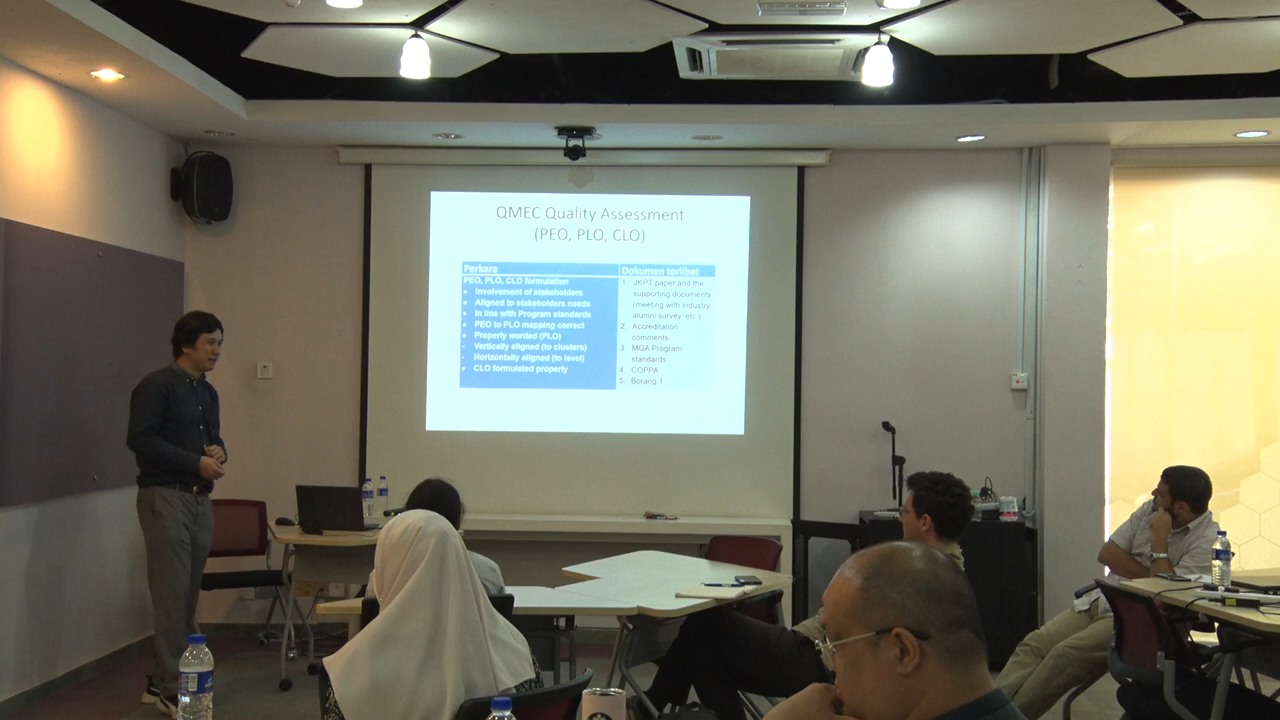 QMEC Quality Assessment
(PEO, PLO, CLO)
Perkara
PEO, PLO, CLO formulation
• Involvement of stakeholders
• Aligned to stakeholders needs
• In line with Program standards
• PEO to PLO mapping correct
• Properly worded (PLO)
- Vertically aligned (to clusters)
- Horizontally aligned (to level)
• CLO formulated properly
Dokumen terlibat
1. JKPT paper and the
supporting documents
(meeting with industry,
alumni survey, etc.)
2. Accreditation
comments
3. MQA Program
standards
4. COPPA
5. Borang 1